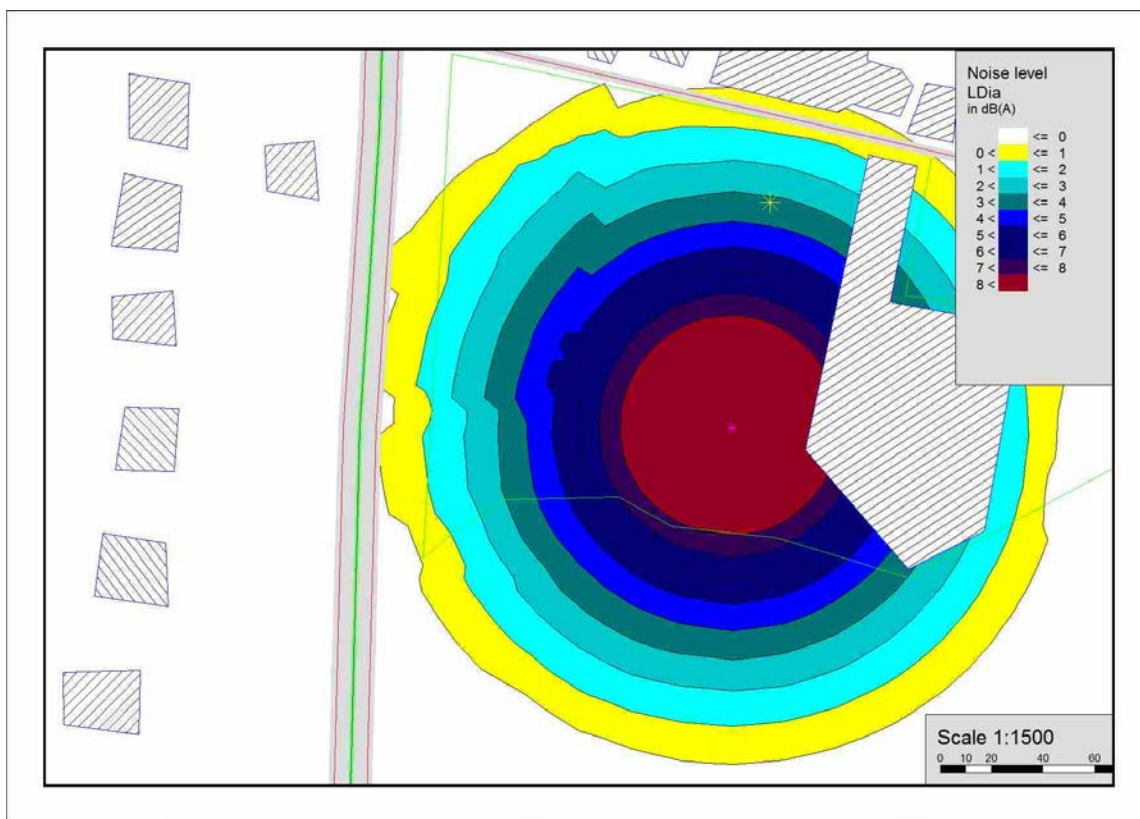 Noise level
LDia
in dB(A)
<= 0
0 < <= 1
1 < <= 2
2 < <= 3
3 < <= 4
4 < <= 5
5 < <= 6
6 < <= 7
7 < <= 8
8 <
Scale 1:1500
0 10 20 40 60